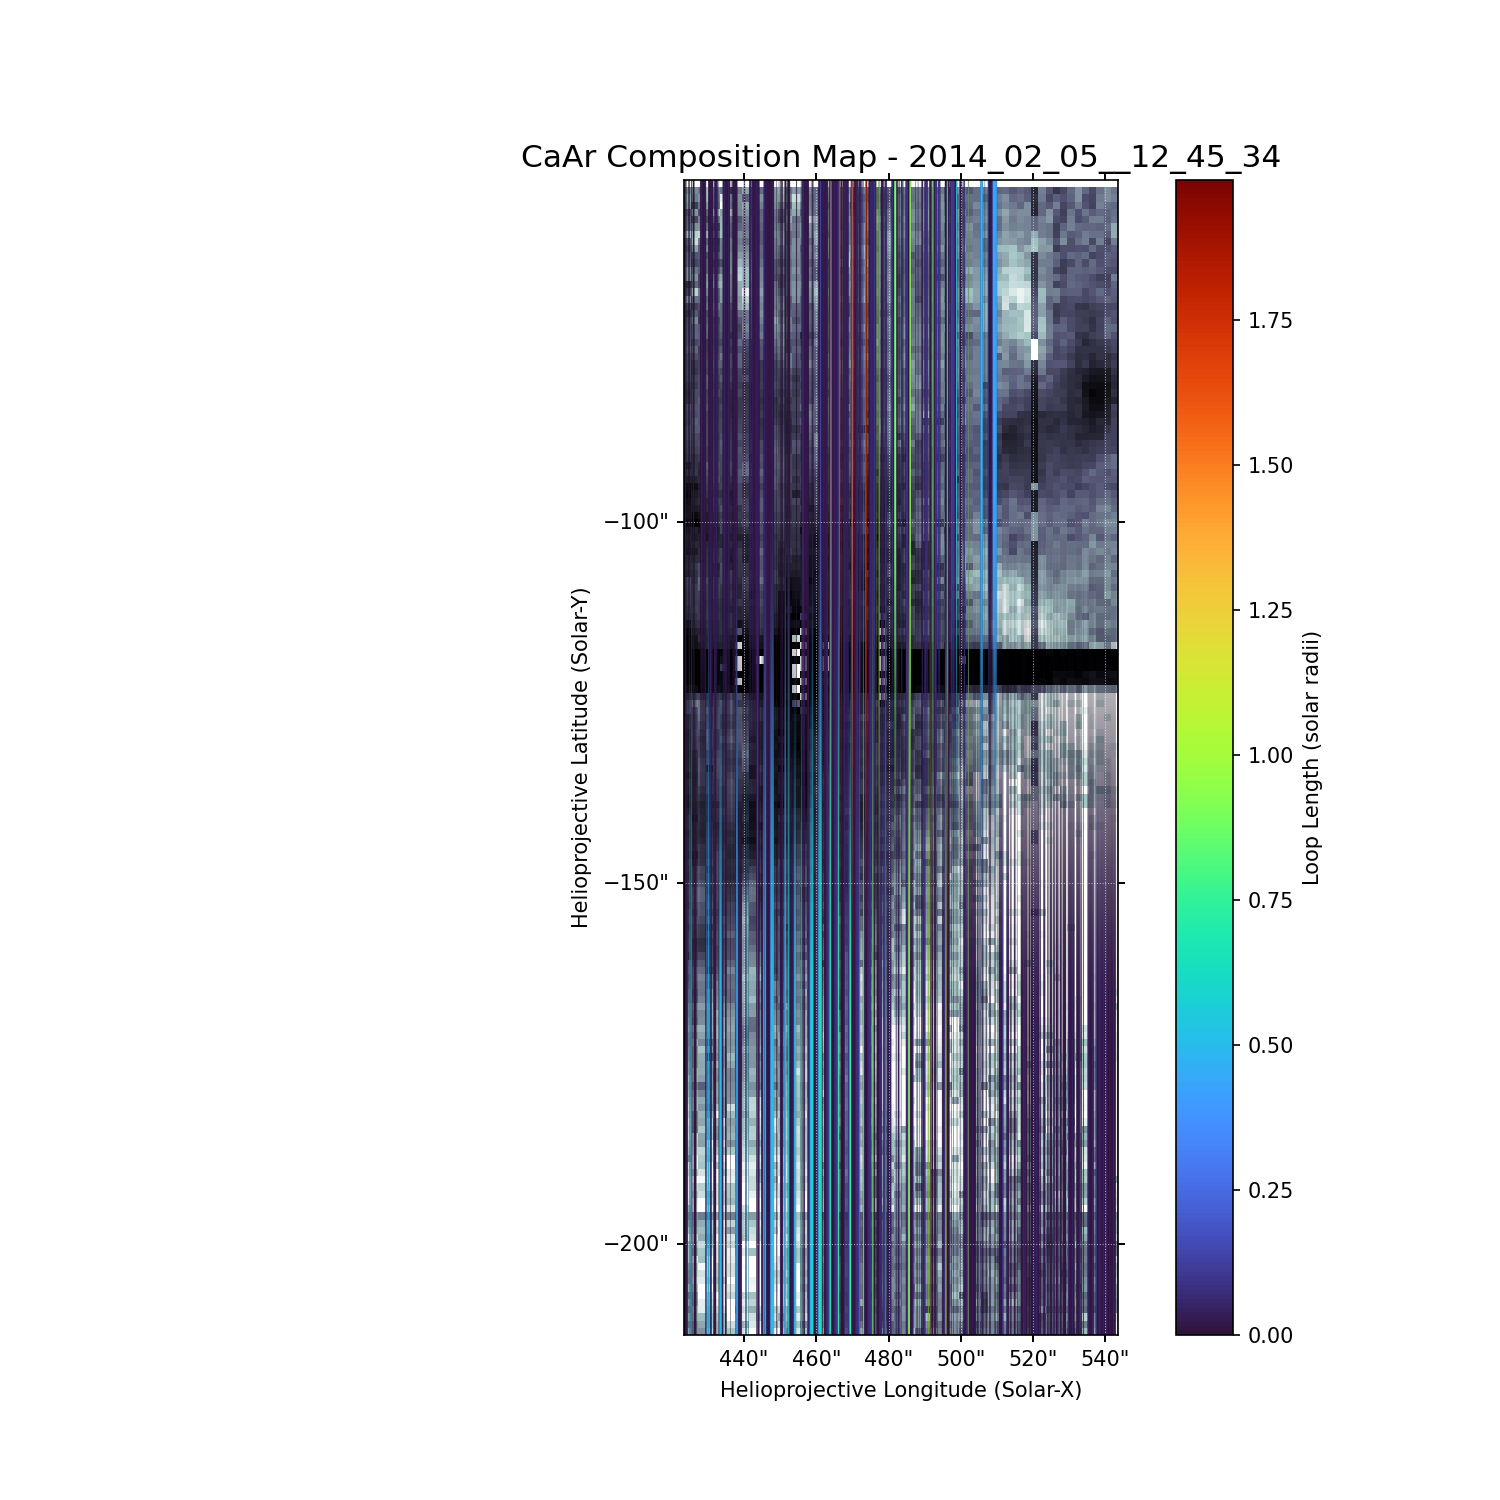 CaAr Composition Map - 2014_02_05__12_45_34
Helioprojective Latitude (Solar-Y)
−100"
−150"
−200"
440" 460" 480" 500" 520" 540"
Helioprojective Longitude (Solar-X)
1.75
1.50
1.25
1.00
0.75
0.50
0.25
0.00
Loop Length (solar radii)